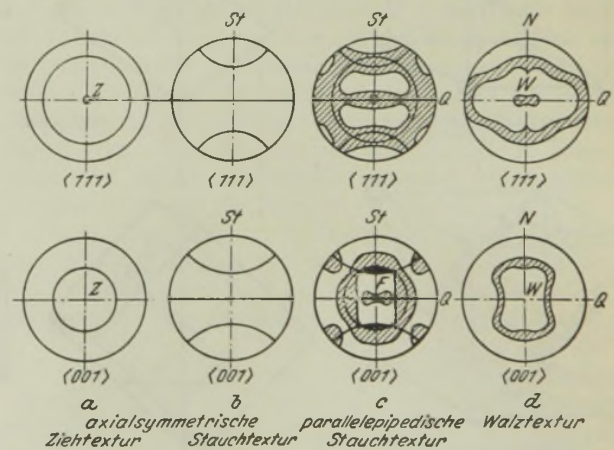 St St N
Z Q W Q
⟨111⟩ ⟨111⟩ ⟨111⟩ ⟨111⟩
St St N
Z F Q W Q
⟨001⟩ ⟨001⟩ ⟨001⟩ ⟨001⟩
a b c d
axialsymmetrische parallelepipedische Walztextur
Ziehtextur Stauchtextur Stauchtextur